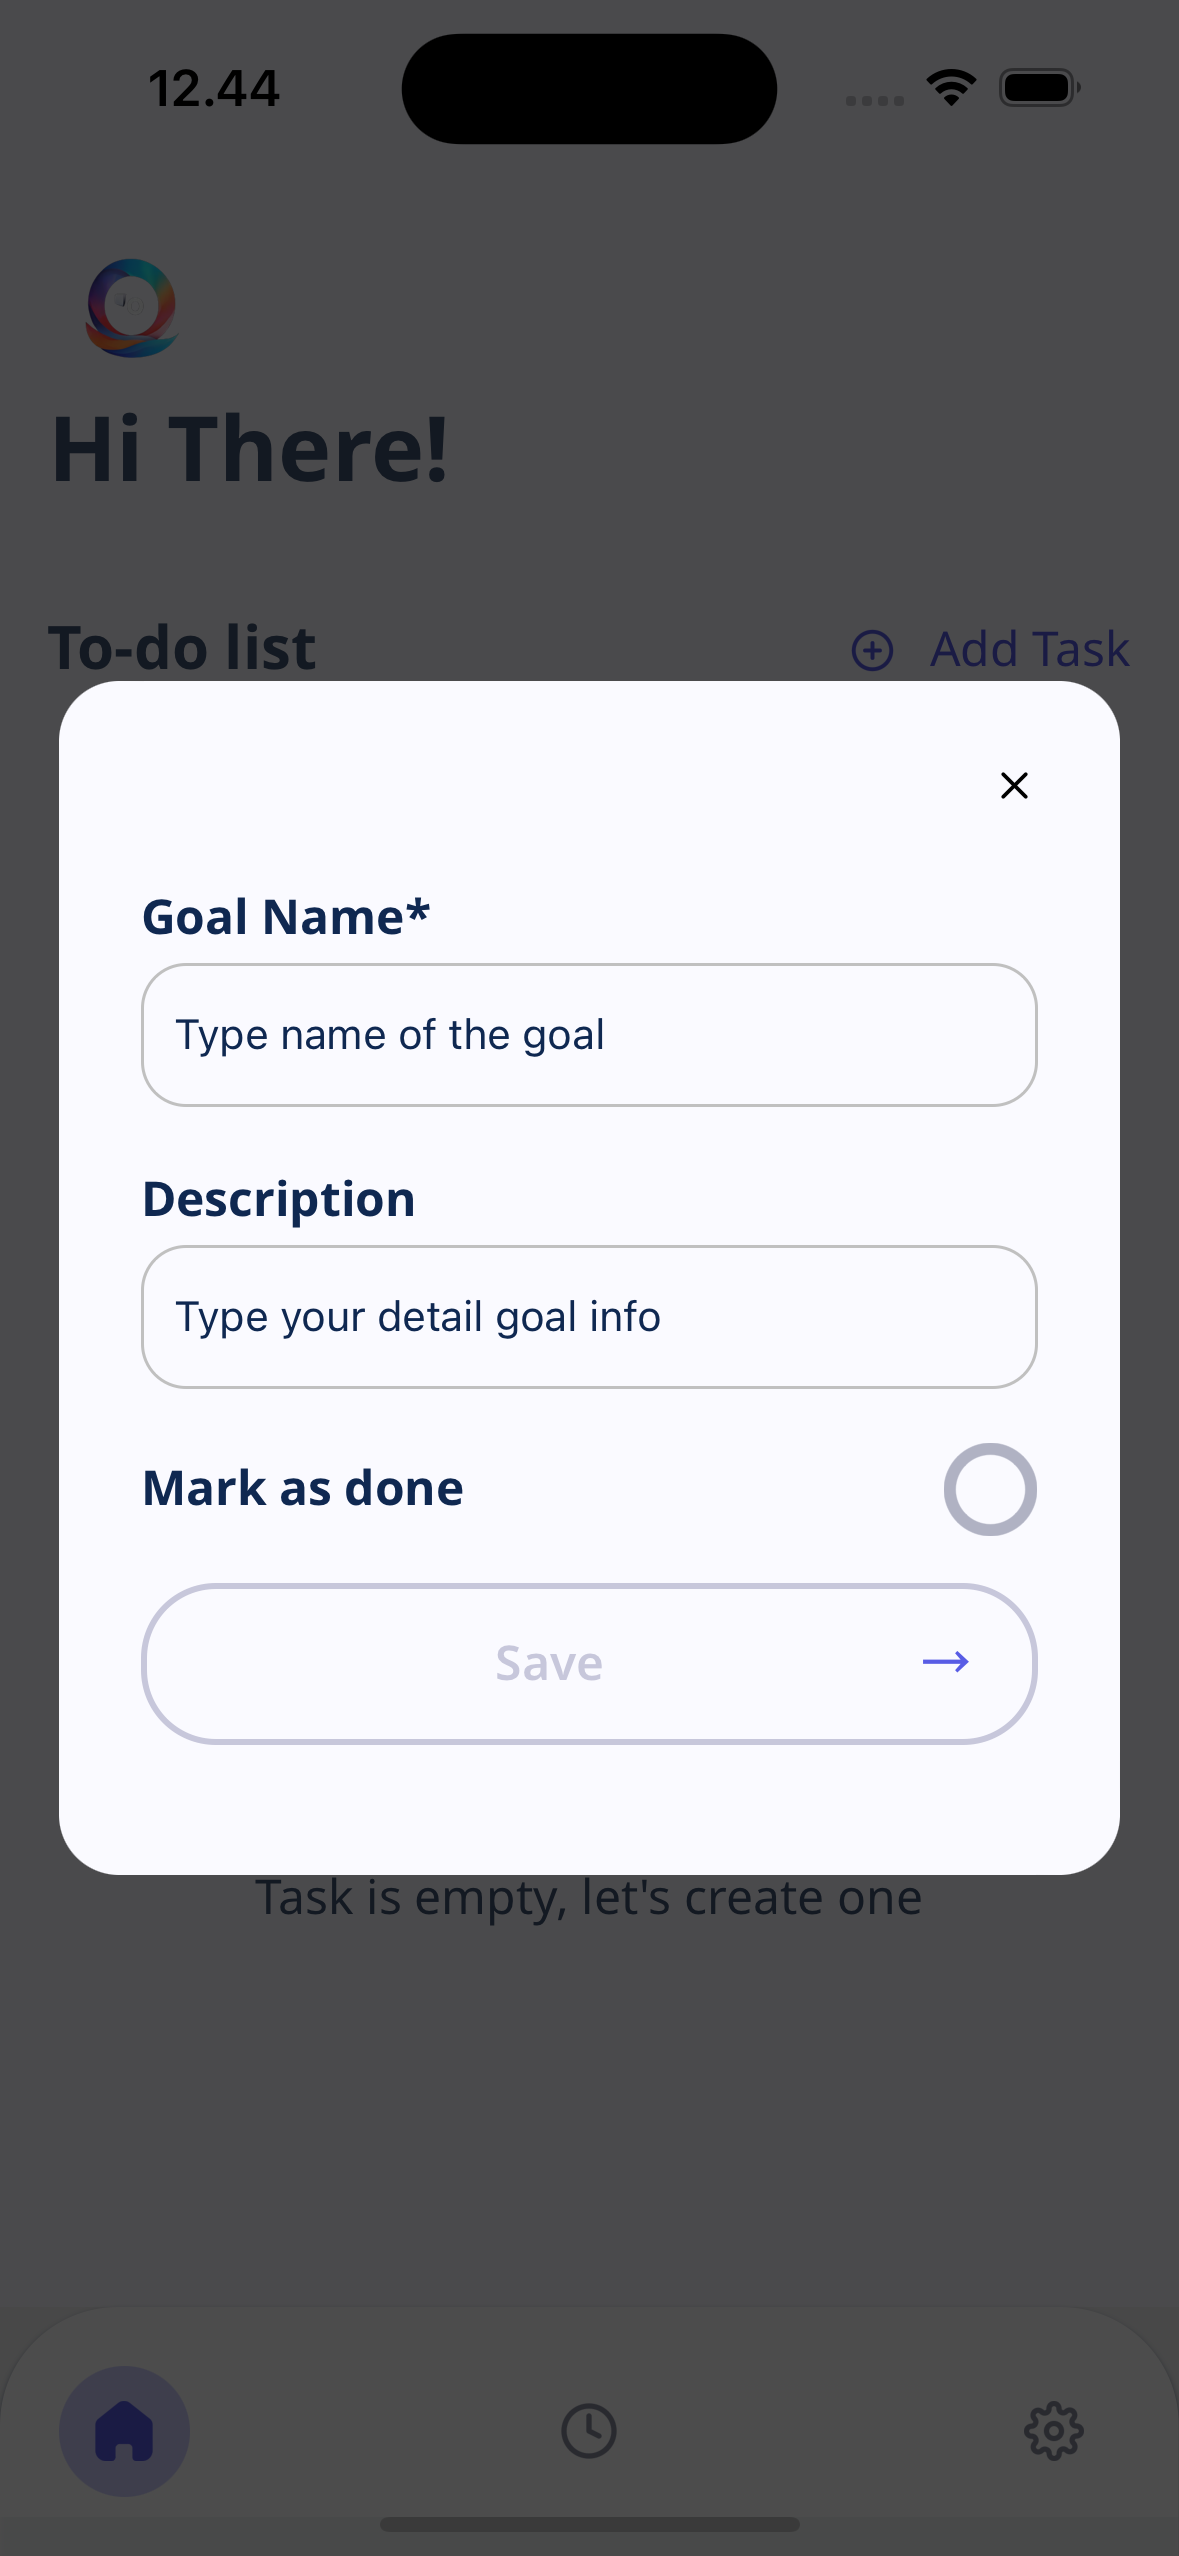 12.44
Hi There!
To-do list
Add Task
Goal Name*
Type name of the goal
Description
Type your detail goal info
Mark as done
Save
Task is empty, let's create one